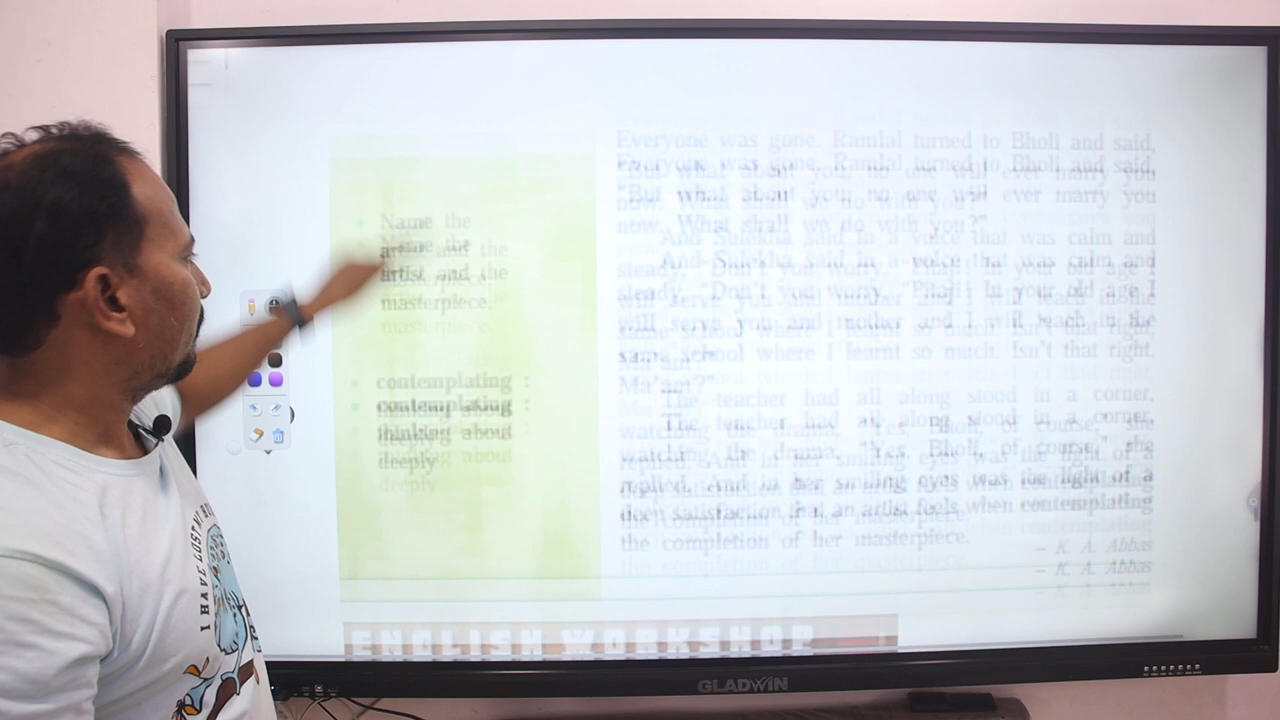 Everyone was gone. Ramlal turned to Bholi and said,
"But what about you, no one will ever marry you
now. What shall we do with you?"
And Sulekha said in a voice that was calm and
steady, "Don't you worry, Pitaji! In your old age I
will serve you and mother and I will teach in the
same school where I learnt so much. Isn't that right,
Ma'am?"
The teacher had all along stood in a corner,
watching the drama. "Yes, Bholi, of course," she
replied. And in her smiling eyes was the light of a
deep satisfaction that an artist feels when contemplating
the completion of her masterpiece.
– K. A. Abbas
Name the
artist and the
masterpiece.
contemplating :
thinking about
deeply
ENGLISH WORKSHOP
GLADWIN
I HAVE